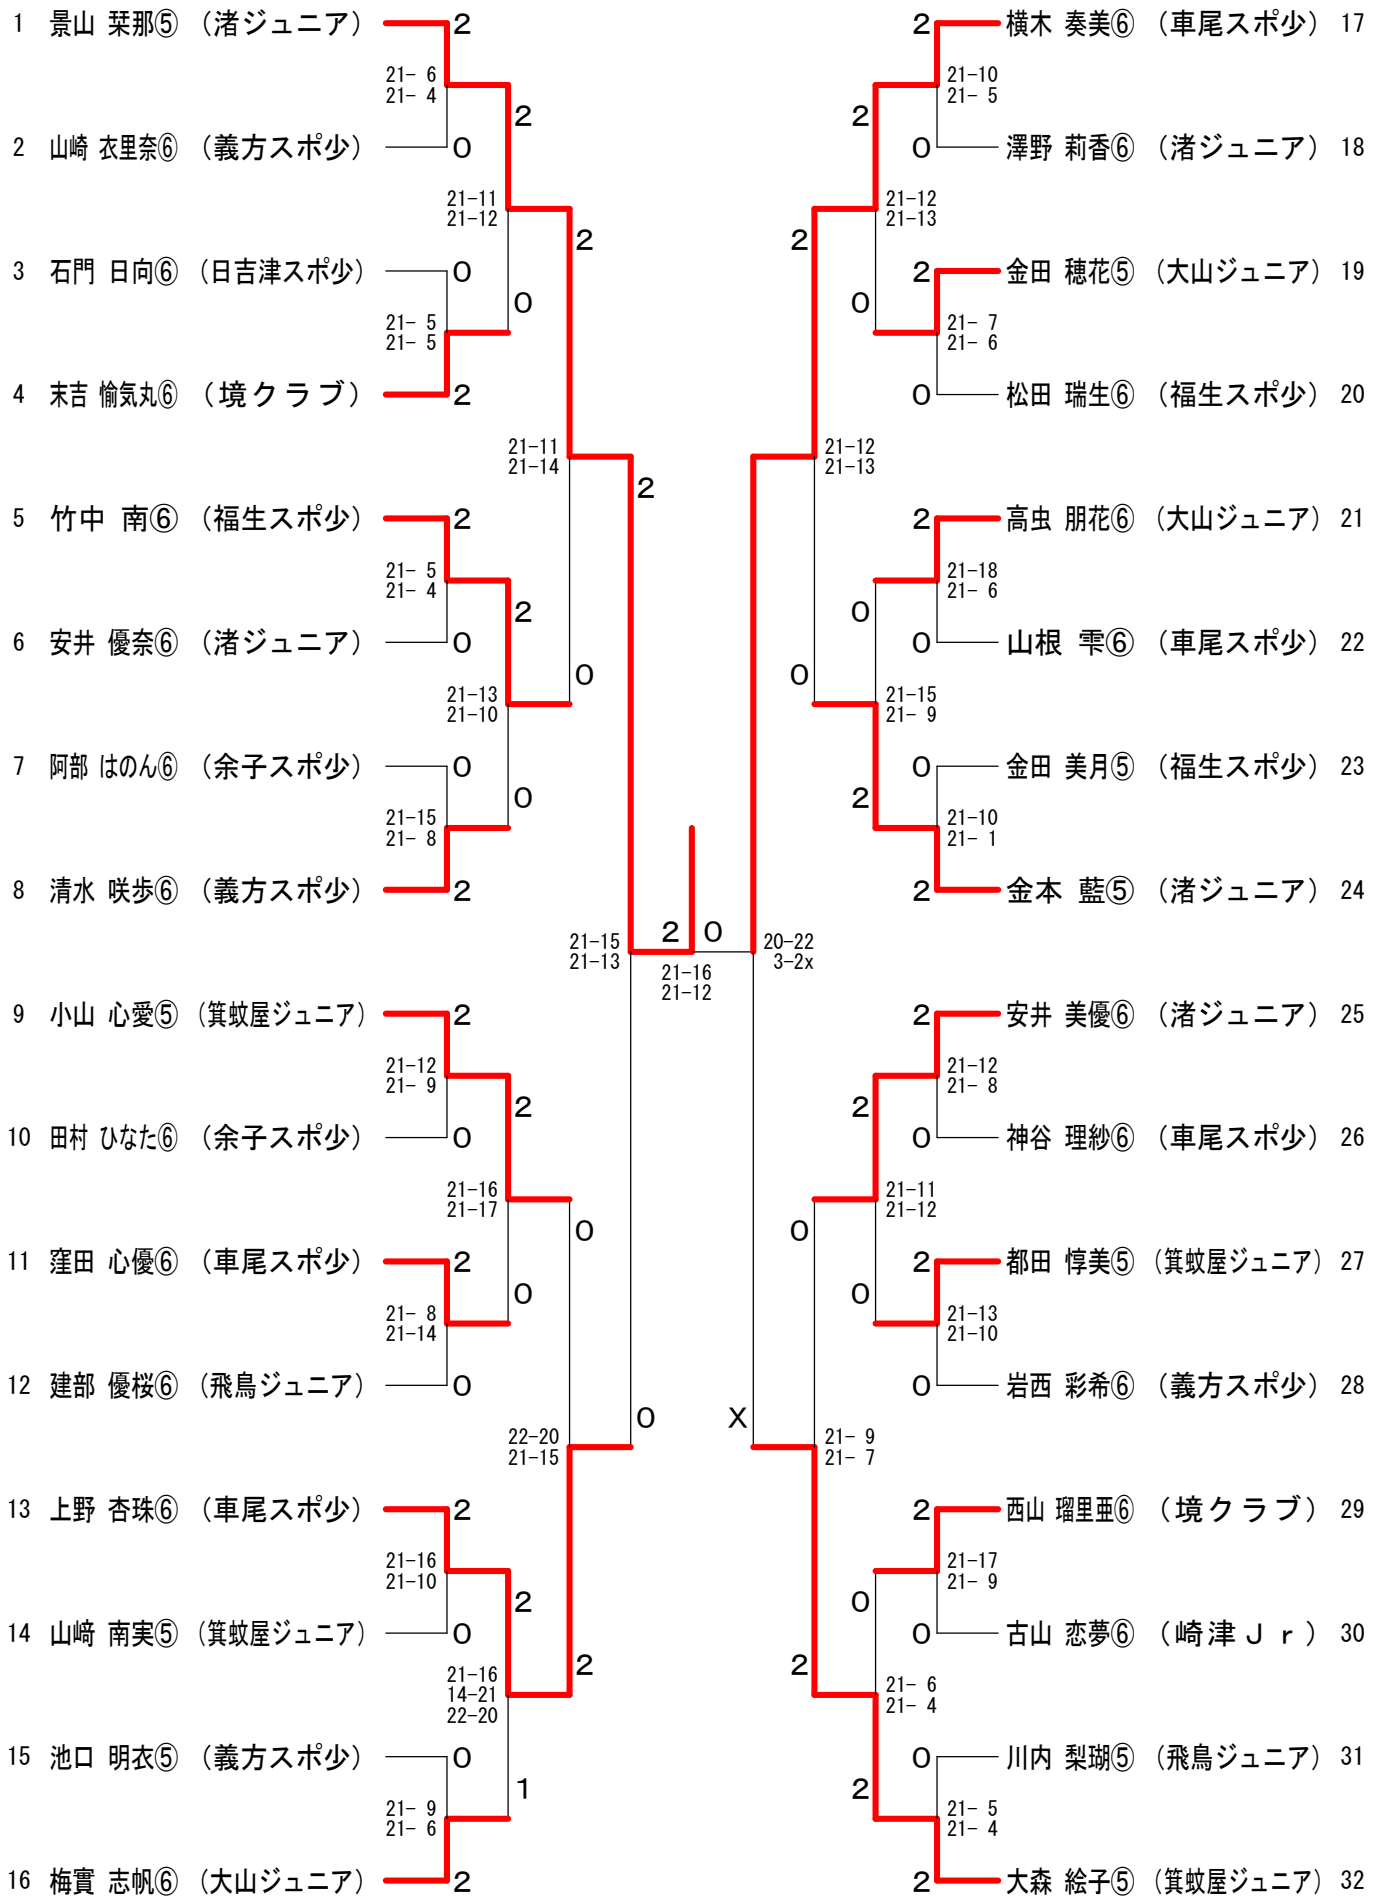 1 景山 栞那⑤ (渚ジュニア) 2
21- 6
21- 4
2
2 山崎 衣里奈⑥ (義方スポ少) 0
21-11
21-12
2
3 石門 日向⑥ (日吉津スポ少) 0
0
21- 5
21- 5
4 末吉 愉気丸⑥ (境クラブ) 2
21-11
21-14
2
5 竹中 南⑥ (福生スポ少) 2
21- 5
21- 4
2
6 安井 優奈⑥ (渚ジュニア) 0
0
21-13
21-10
7 阿部 はのん⑥ (余子スポ少) 0
0
21-15
21- 8
8 清水 咲歩⑥ (義方スポ少) 2
21-15
21-13
2 0
21-16
21-12
9 小山 心愛⑤ (箕蚊屋ジュニア) 2
21-12
21- 9
2
10 田村 ひなた⑥ (余子スポ少) 0
21-16
21-17
0
11 窪田 心優⑥ (車尾スポ少) 2
0
21- 8
21-14
12 建部 優桜⑥ (飛鳥ジュニア) 0
0
22-20
21-15
13 上野 杏珠⑥ (車尾スポ少) 2
21-16
21-10
2
14 山﨑 南実⑤ (箕蚊屋ジュニア) 0
2
21-16
14-21
22-20
15 池口 明衣⑤ (義方スポ少) 0
1
21- 9
21- 6
16 梅實 志帆⑥ (大山ジュニア) 2
2 横木 奏美⑥ (車尾スポ少) 17
21-10
21- 5
2
0 澤野 莉香⑥ (渚ジュニア) 18
21-12
21-13
2
2 金田 穂花⑤ (大山ジュニア) 19
0
21- 7
21- 6
0 松田 瑞生⑥ (福生スポ少) 20
21-12
21-13
2 高虫 朋花⑥ (大山ジュニア) 21
21-18
21- 6
0
0 山根 雫⑥ (車尾スポ少) 22
0
21-15
21- 9
0 金田 美月⑤ (福生スポ少) 23
2
21-10
21- 1
2 金本 藍⑤ (渚ジュニア) 24
20-22
3-2x
2 安井 美優⑥ (渚ジュニア) 25
21-12
21- 8
2
0 神谷 理紗⑥ (車尾スポ少) 26
21-11
21-12
0
2 都田 惇美⑤ (箕蚊屋ジュニア) 27
0
21-13
21-10
0 岩西 彩希⑥ (義方スポ少) 28
X
21- 9
21- 7
2 西山 瑠里亜⑥ (境クラブ) 29
21-17
21- 9
0
0 古山 恋夢⑥ (崎津Jr) 30
2
21- 6
21- 4
0 川内 梨瑚⑤ (飛鳥ジュニア) 31
2
21- 5
21- 4
2 大森 絵子⑤ (箕蚊屋ジュニア) 32